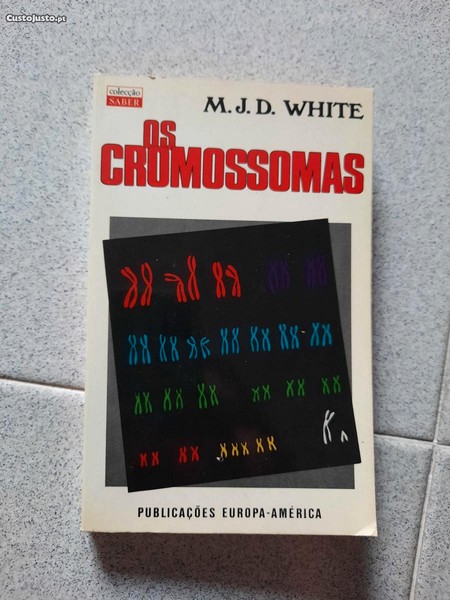 CustoJusto.pt
colecção
SABER
M. J. D. WHITE
OS
CROMOSSOMAS
PUBLICAÇÕES EUROPA-AMÉRICA